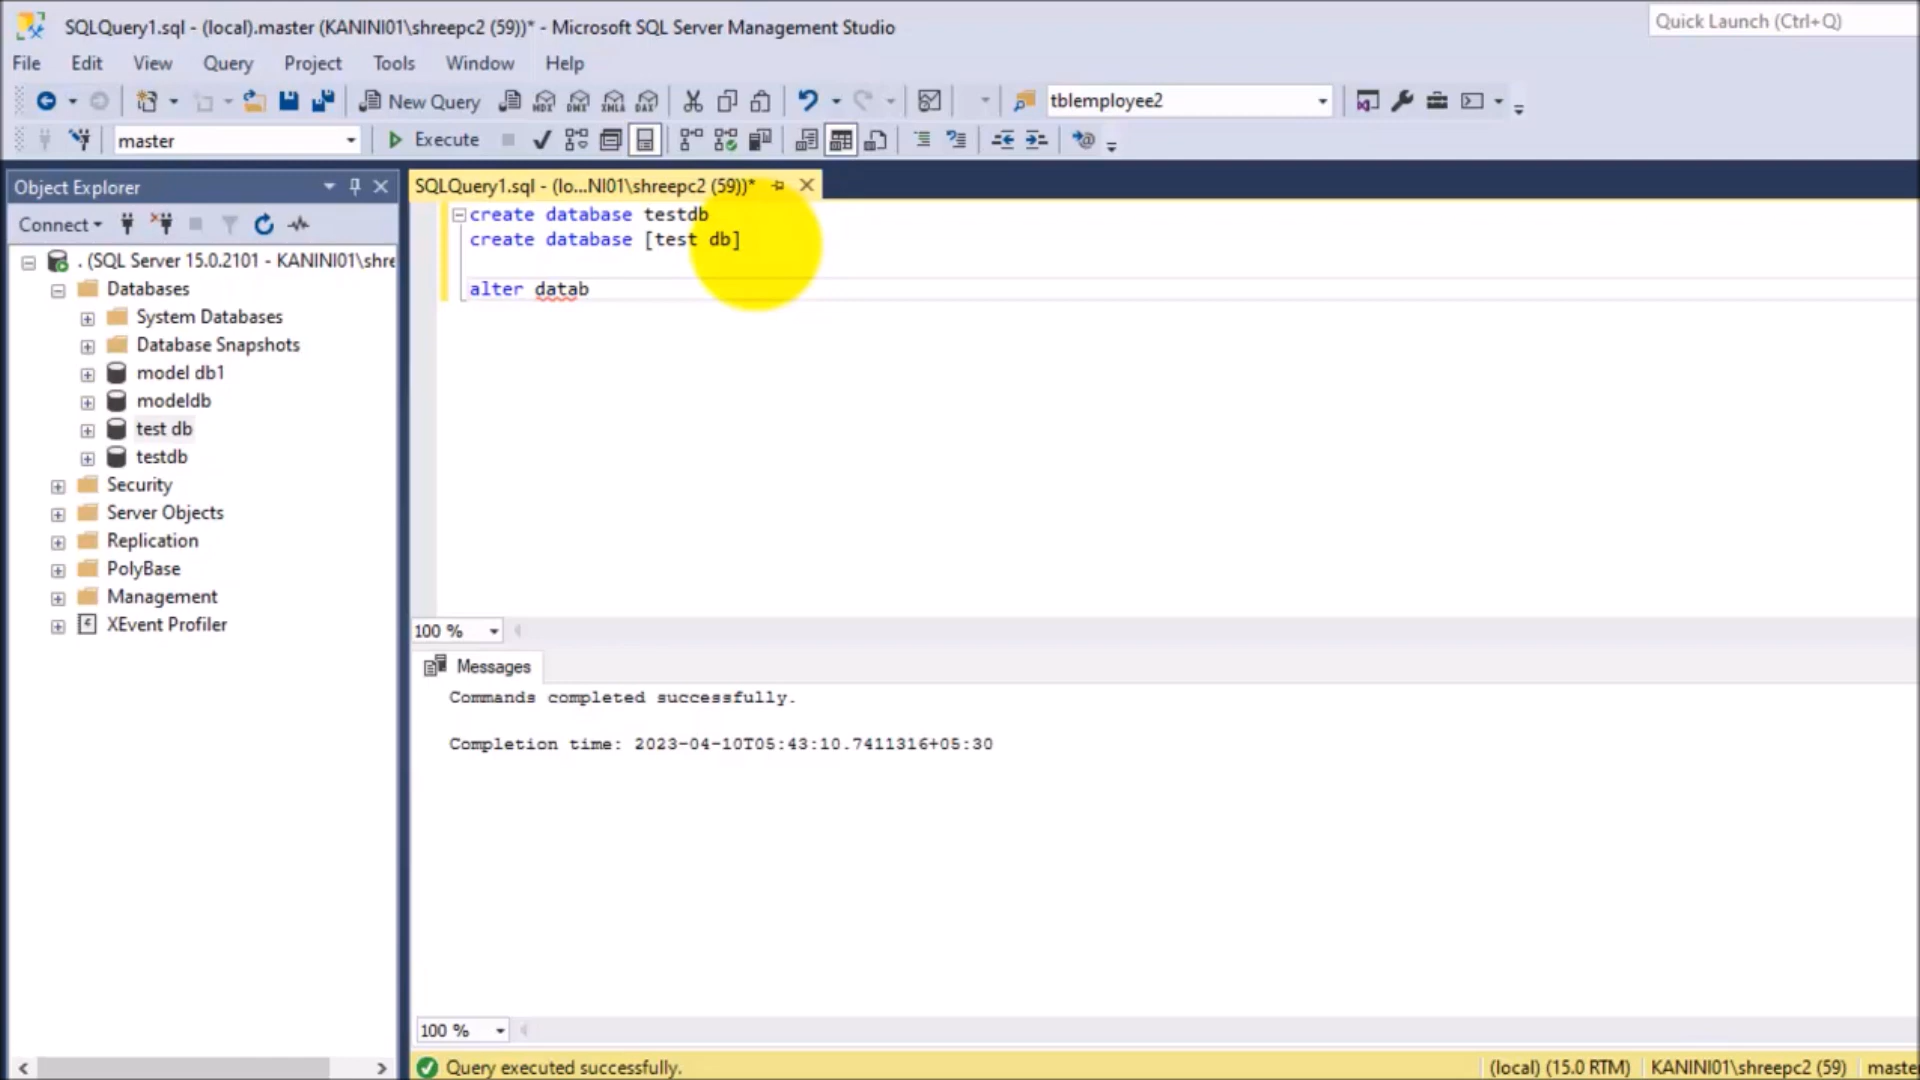 SQLQuery1.sql - (local).master (KANINI01\shreepc2 (59))* - Microsoft SQL Server Management Studio
Quick Launch (Ctrl+Q)
File Edit View Query Project Tools Window Help
New Query
MDX DMX XMLA DAX
tblemployee2
master
Execute
Object Explorer
SQLQuery1.sql - (lo...NI01\shreepc2 (59))*
Connect
. (SQL Server 15.0.2101 - KANINI01\shre
Databases
System Databases
Database Snapshots
model db1
modeldb
test db
testdb
Security
Server Objects
Replication
PolyBase
Management
XEvent Profiler
create database testdb
create database [test db]
alter datab
100 %
Messages
Commands completed successfully.
Completion time: 2023-04-10T05:43:10.7411316+05:30
100 %
Query executed successfully.
(local) (15.0 RTM)
KANINI01\shreepc2 (59)
maste